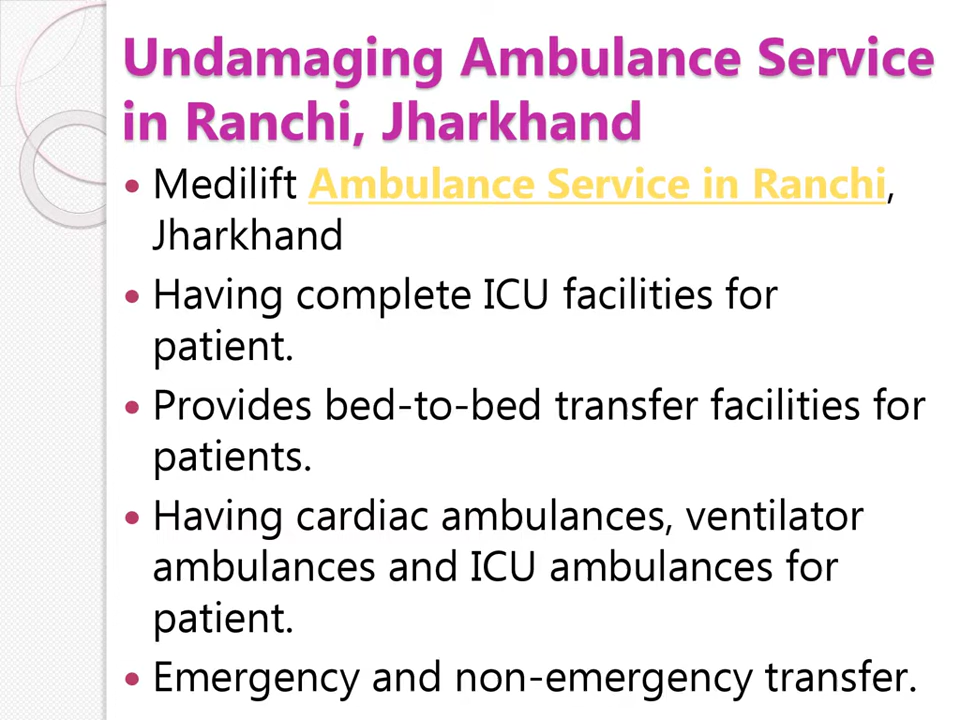 Undamaging Ambulance Service
in Ranchi, Jharkhand
• Medilift Ambulance Service in Ranchi,
Jharkhand
• Having complete ICU facilities for
patient.
• Provides bed-to-bed transfer facilities for
patients.
• Having cardiac ambulances, ventilator
ambulances and ICU ambulances for
patient.
• Emergency and non-emergency transfer.